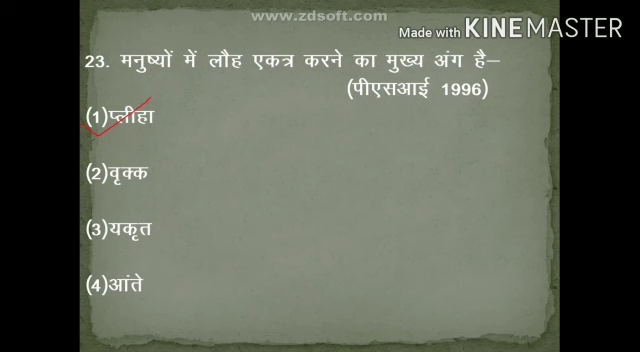 www.zdsoft.com
Made with KINEMASTER
23. मनुष्यों में लौह एकत्र करने का मुख्य अंग है–
(पीएसआई 1996)
(1)प्लीहा
(2)वृक्क
(3)यकृत
(4)आंते